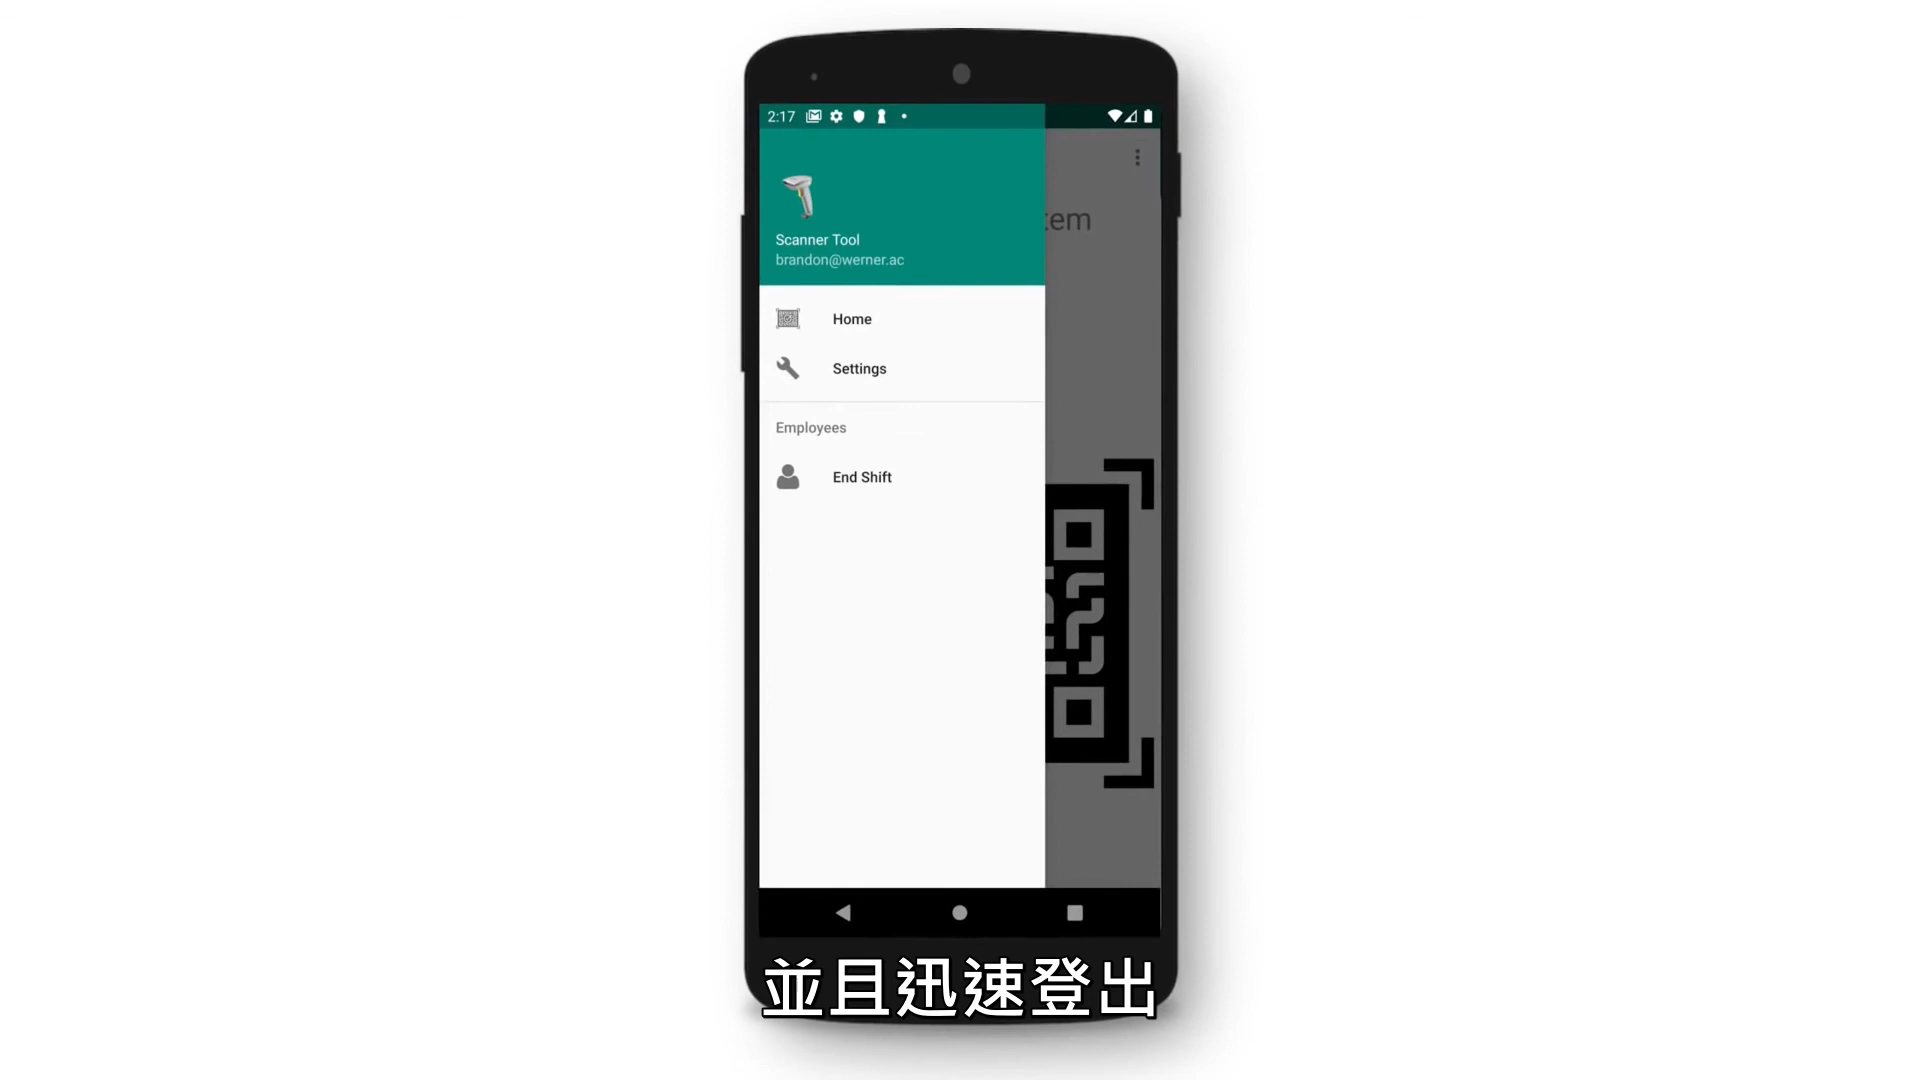 2:17
tem
Scanner Tool
brandon@werner.ac
Home
Settings
Employees
End Shift
並且迅速登出